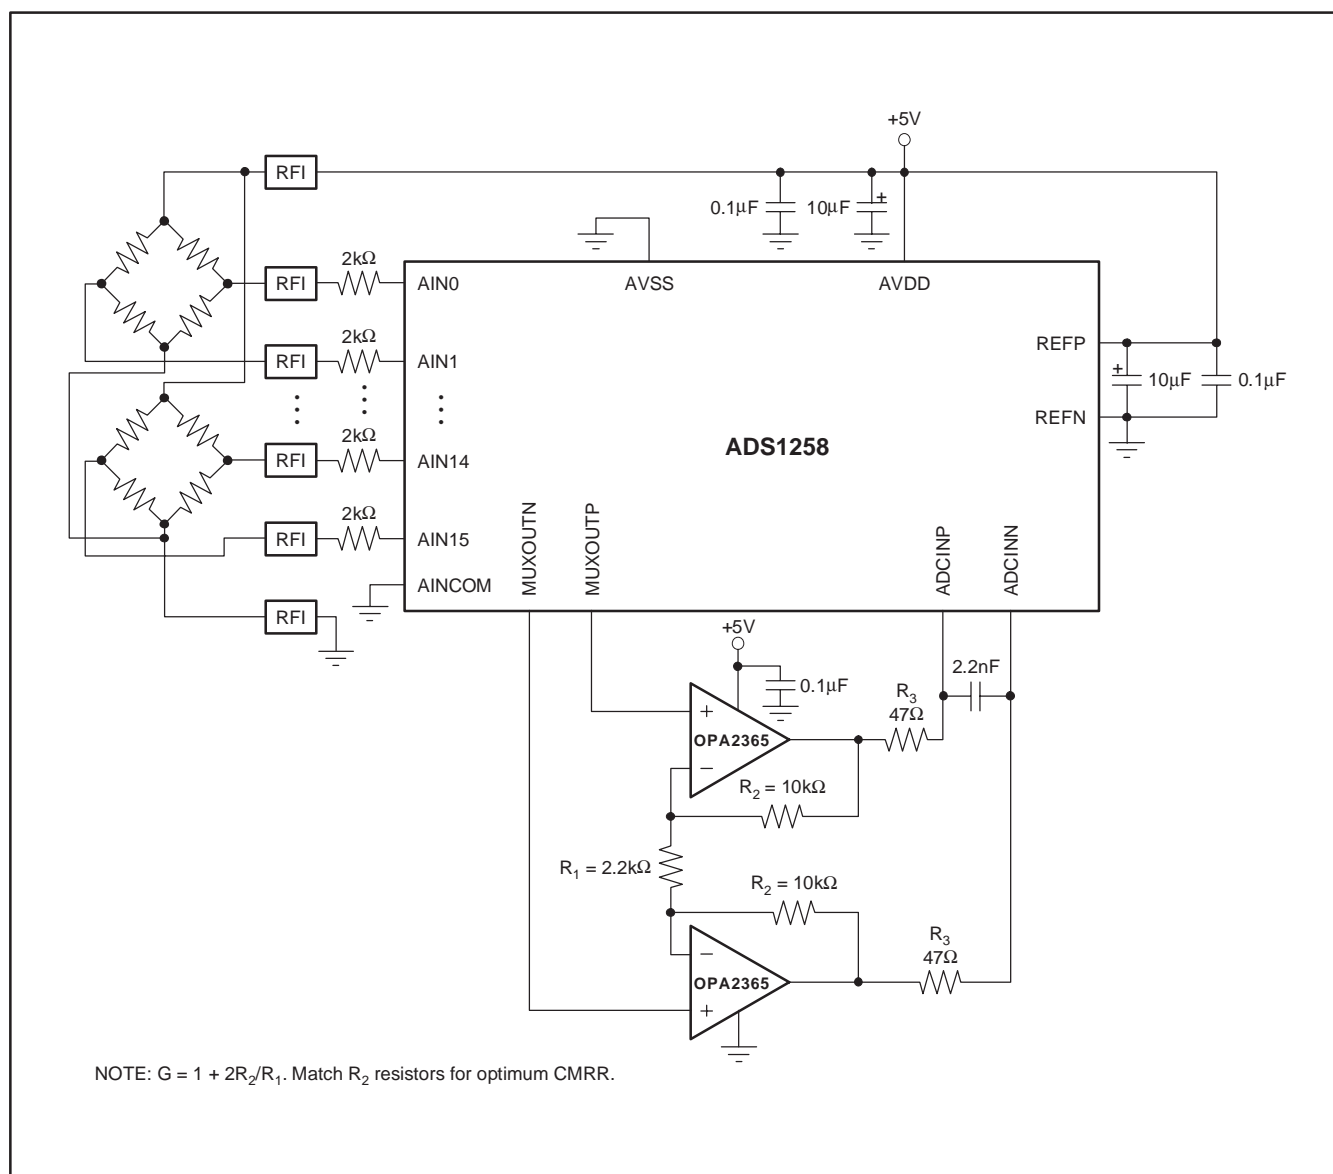 +5V
RFI
0.1μF
10μF
+
2kΩ
RFI
AIN0
AVSS
AVDD
2kΩ
RFI
AIN1
REFP
+
10μF
0.1μF
REFN
2kΩ
RFI
AIN14
ADS1258
2kΩ
RFI
AIN15
MUXOUTN
MUXOUTP
ADCINP
ADCINN
AINCOM
RFI
+5V
2.2nF
0.1μF
R3
47Ω
+
OPA2365
−
R2 = 10kΩ
R1 = 2.2kΩ
R2 = 10kΩ
R3
47Ω
−
OPA2365
+
NOTE: G = 1 + 2R2/R1. Match R2 resistors for optimum CMRR.